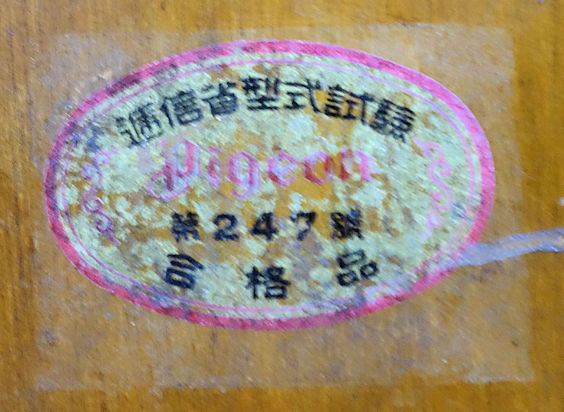 逓信省型式試験
Pigeon
第247號
合格品